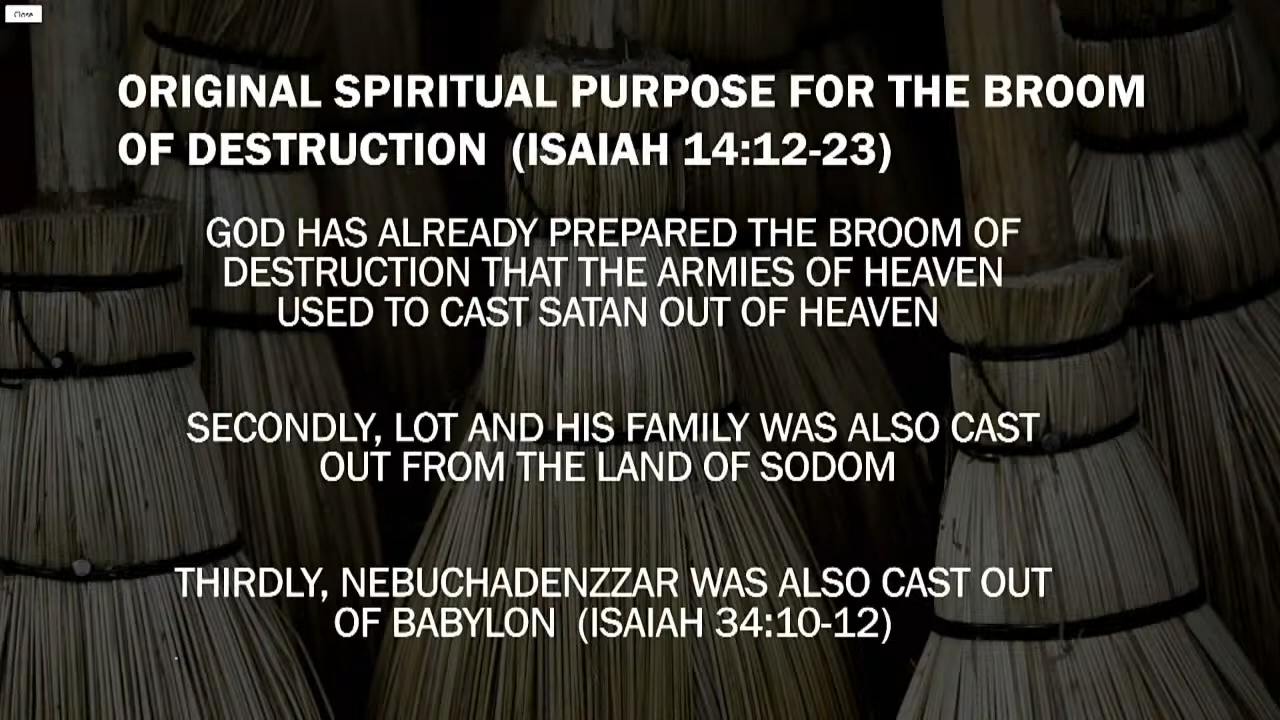 Close
ORIGINAL SPIRITUAL PURPOSE FOR THE BROOM
OF DESTRUCTION (ISAIAH 14:12-23)
GOD HAS ALREADY PREPARED THE BROOM OF
DESTRUCTION THAT THE ARMIES OF HEAVEN
USED TO CAST SATAN OUT OF HEAVEN
SECONDLY, LOT AND HIS FAMILY WAS ALSO CAST
OUT FROM THE LAND OF SODOM
THIRDLY, NEBUCHADENZZAR WAS ALSO CAST OUT
OF BABYLON (ISAIAH 34:10-12)